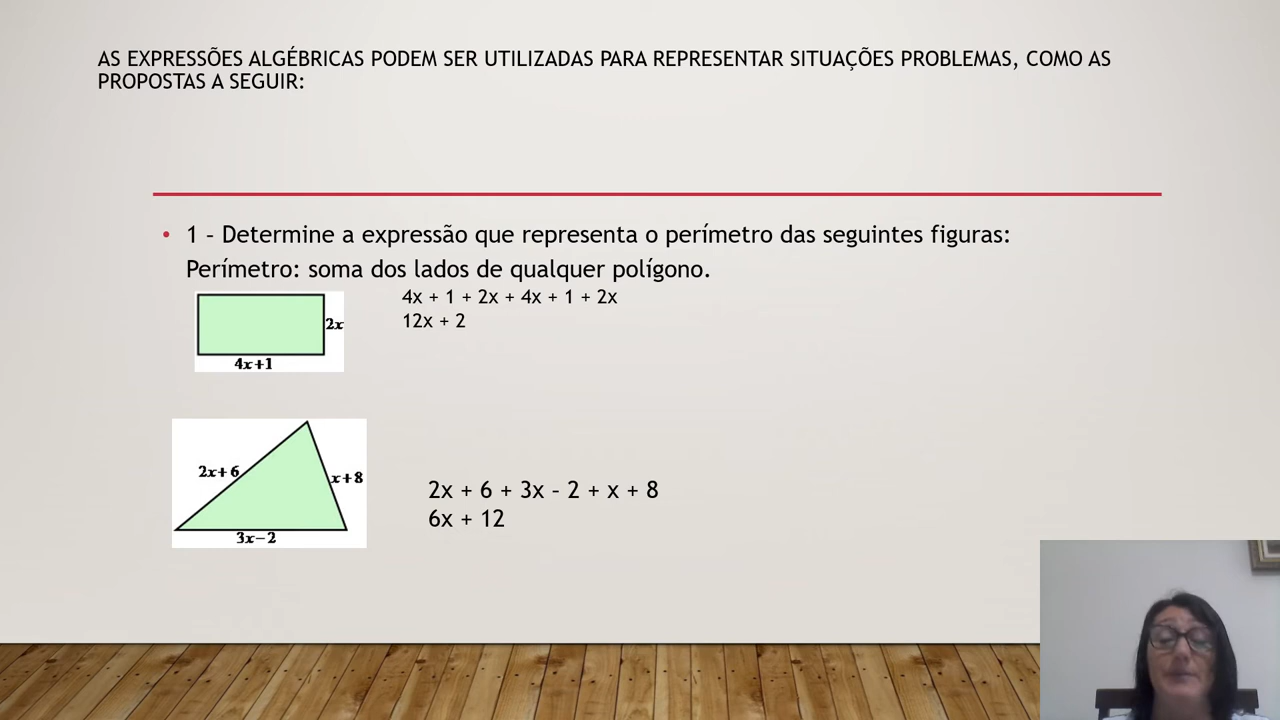 AS EXPRESSÕES ALGÉBRICAS PODEM SER UTILIZADAS PARA REPRESENTAR SITUAÇÕES PROBLEMAS, COMO AS
PROPOSTAS A SEGUIR:
• 1 – Determine a expressão que representa o perímetro das seguintes figuras:
Perímetro: soma dos lados de qualquer polígono.
4x + 1 + 2x + 4x + 1 + 2x
12x + 2
2x
4x+1
2x+6
x+8
3x−2
2x + 6 + 3x – 2 + x + 8
6x + 12